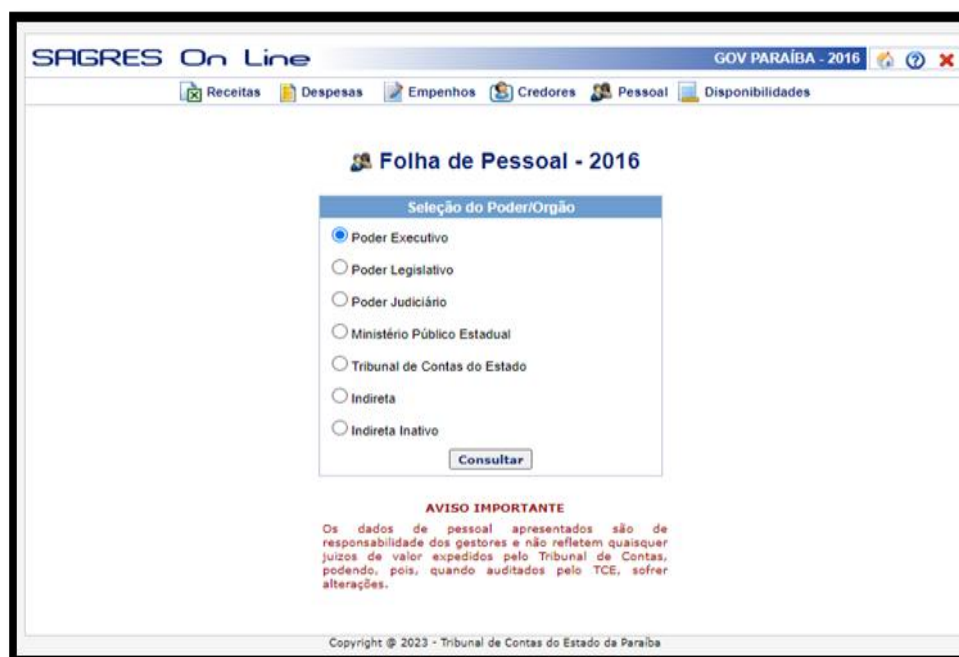 SAGRES On Line
GOV PARAÍBA - 2016
Receitas Despesas Empenhos Credores Pessoal Disponibilidades
Folha de Pessoal - 2016
Seleção do Poder/Orgão
Poder Executivo
Poder Legislativo
Poder Judiciário
Ministério Público Estadual
Tribunal de Contas do Estado
Indireta
Indireta Inativo
Consultar
AVISO IMPORTANTE
Os dados de pessoal apresentados são de
responsabilidade dos gestores e não refletem quaisquer
juizos de valor expedidos pelo Tribunal de Contas,
podendo, pois, quando auditados pelo TCE, sofrer
alterações.
Copyright @ 2023 - Tribunal de Contas do Estado da Paraíba